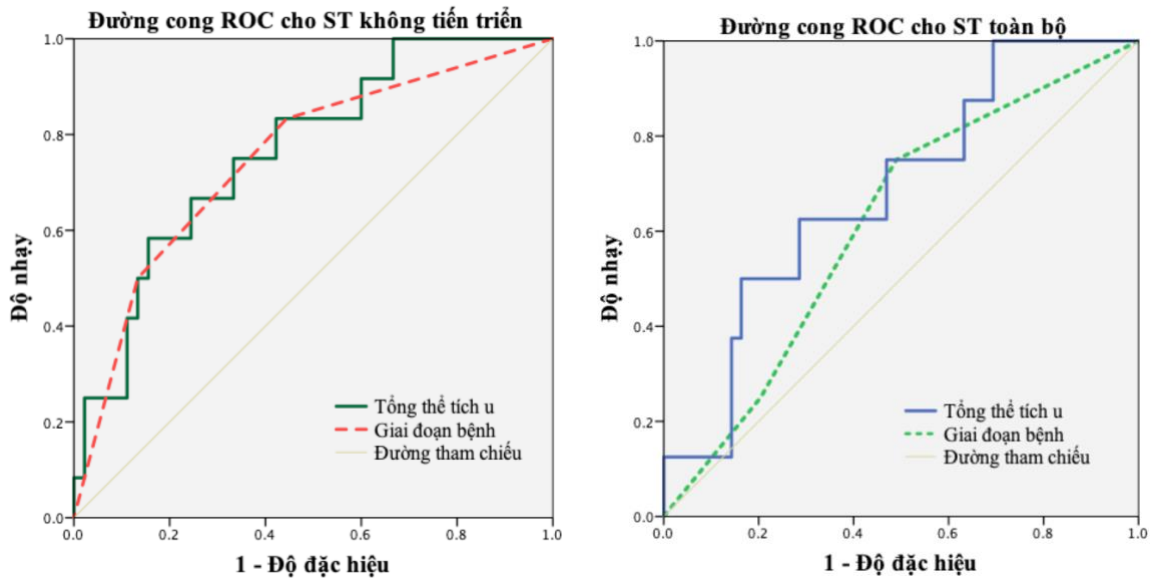 Đường cong ROC cho ST không tiến triển
1.0
0.8
0.6
0.4
0.2
0.0
Độ nhạy
Tổng thể tích u
Giai đoạn bệnh
Đường tham chiếu
0.0 0.2 0.4 0.6 0.8 1.0
1 - Độ đặc hiệu
Đường cong ROC cho ST toàn bộ
1.0
0.8
0.6
0.4
0.2
0.0
Độ nhạy
Tổng thể tích u
Giai đoạn bệnh
Đường tham chiếu
0.0 0.2 0.4 0.6 0.8 1.0
1 - Độ đặc hiệu